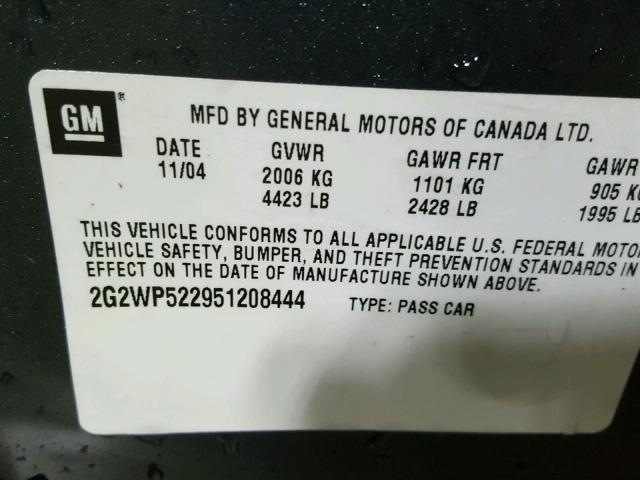 GM®
MFD BY GENERAL MOTORS OF CANADA LTD.
DATE GVWR GAWR FRT GAWR
11/04 2006 KG 1101 KG 905 KG
4423 LB 2428 LB 1995 LB
THIS VEHICLE CONFORMS TO ALL APPLICABLE U.S. FEDERAL MOTOR
VEHICLE SAFETY, BUMPER, AND THEFT PREVENTION STANDARDS IN
EFFECT ON THE DATE OF MANUFACTURE SHOWN ABOVE.
2G2WP522951208444 TYPE: PASS CAR